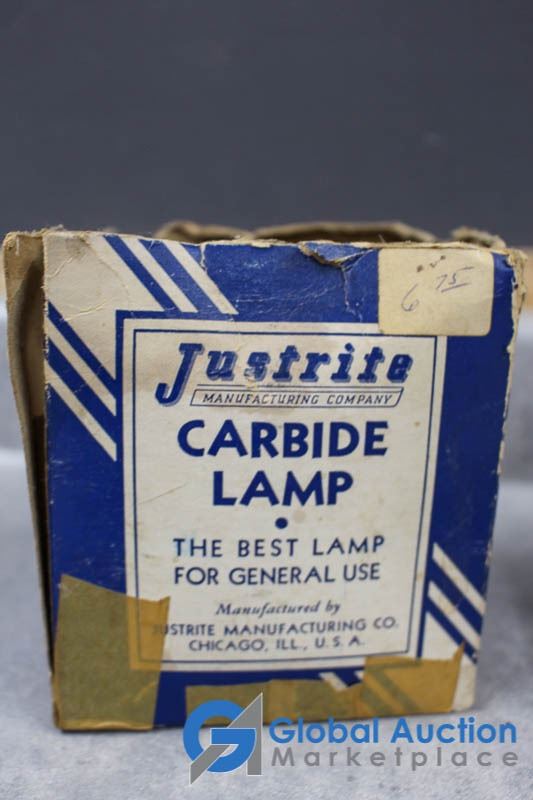 6 75
Justrite
MANUFACTURING COMPANY
CARBIDE
LAMP
THE BEST LAMP
FOR GENERAL USE
Manufactured by
JUSTRITE MANUFACTURING CO.
CHICAGO, ILL., U. S. A.
Global Auction
Marketplace